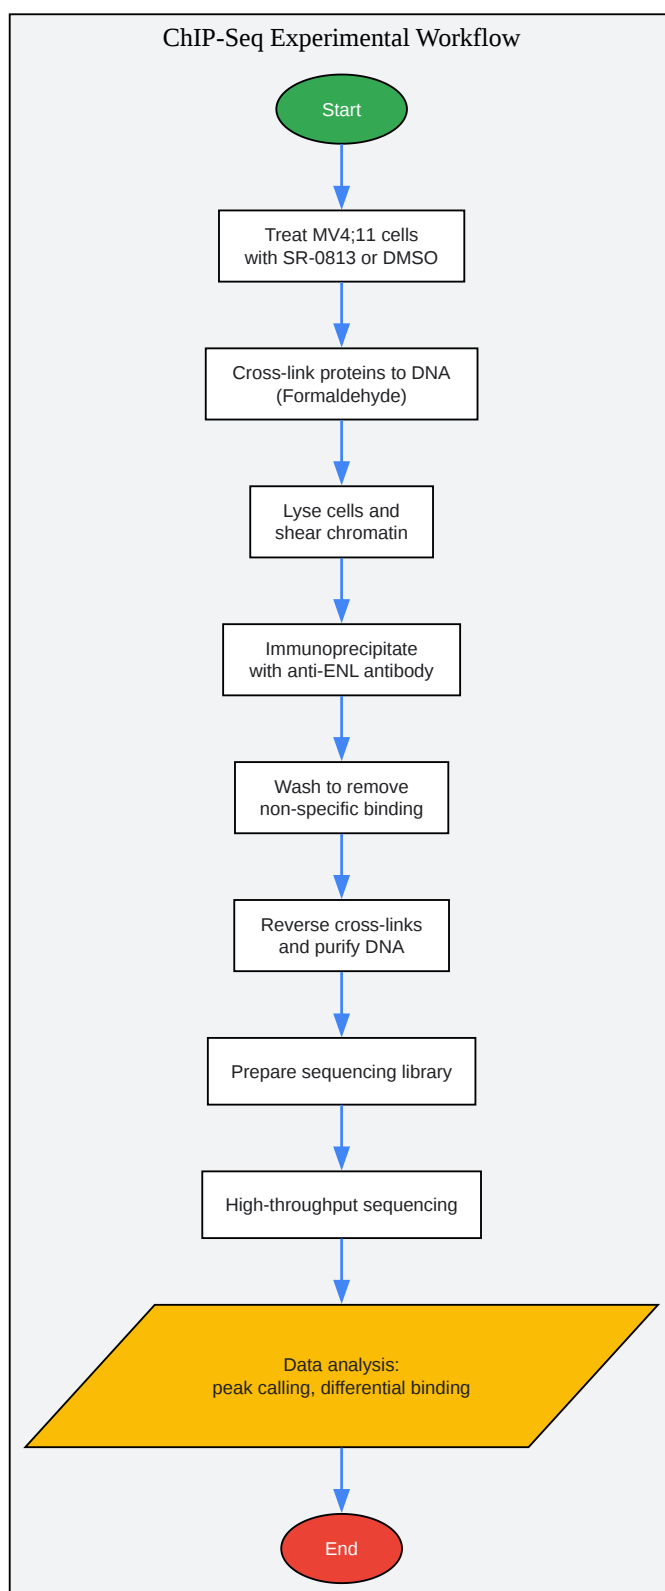 ChIP-Seq Experimental Workflow
Start
Treat MV4;11 cells
with SR-0813 or DMSO
Cross-link proteins to DNA
(Formaldehyde)
Lyse cells and
shear chromatin
Immunoprecipitate
with anti-ENL antibody
Wash to remove
non-specific binding
Reverse cross-links
and purify DNA
Prepare sequencing library
High-throughput sequencing
Data analysis:
peak calling, differential binding
End